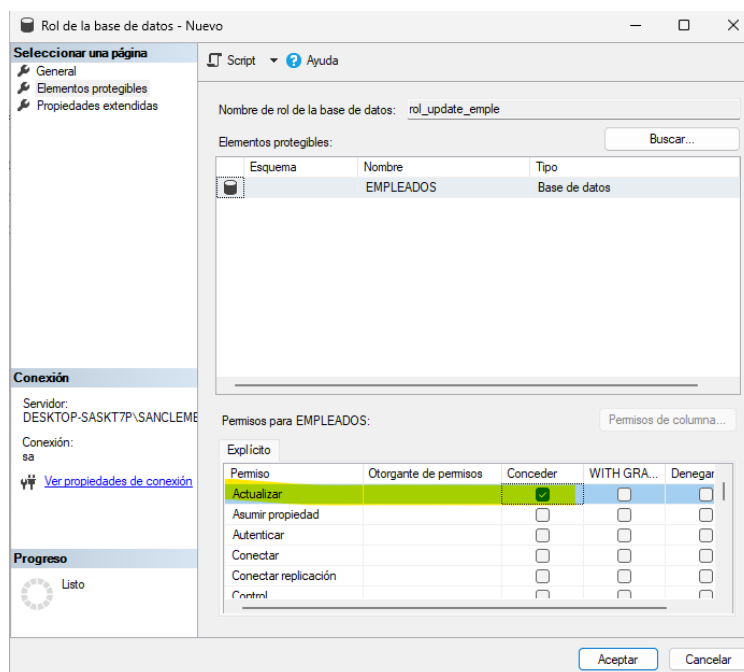 Rol de la base de datos - Nuevo
Seleccionar una página
General
Elementos protegibles
Propiedades extendidas
Script
Ayuda
Nombre de rol de la base de datos: rol_update_emple
Elementos protegibles:
Buscar...
Esquema Nombre Tipo
EMPLEADOS Base de datos
Conexión
Servidor:
DESKTOP-SASKT7P\SANCLEME
Conexión:
sa
Ver propiedades de conexión
Progreso
Listo
Permisos para EMPLEADOS:
Permisos de columna...
Explícito
Permiso Otorgante de permisos Conceder WITH GRA... Denegar
Actualizar
Asumir propiedad
Autenticar
Conectar
Conectar replicación
Control
Aceptar Cancelar